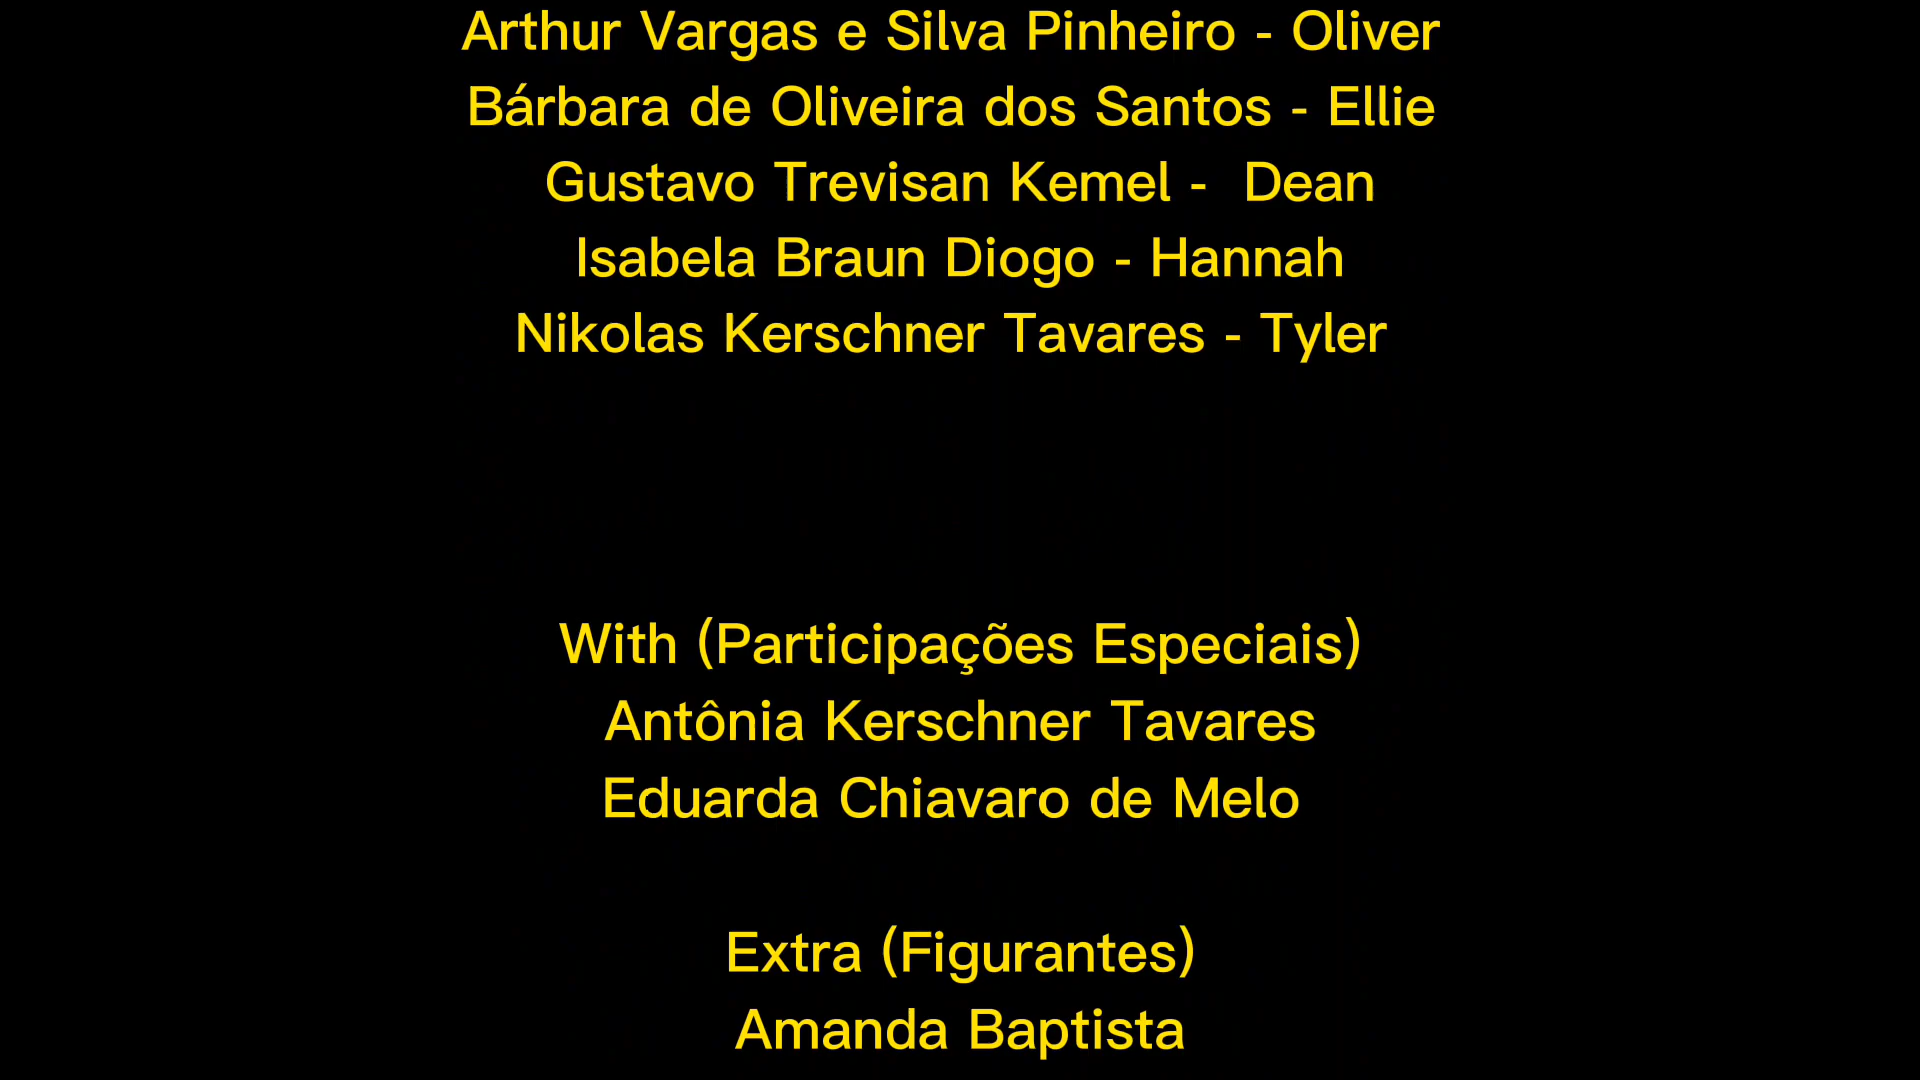 Arthur Vargas e Silva Pinheiro - Oliver
Bárbara de Oliveira dos Santos - Ellie
Gustavo Trevisan Kemel -  Dean
Isabela Braun Diogo - Hannah
Nikolas Kerschner Tavares - Tyler
With (Participações Especiais)
Antônia Kerschner Tavares
Eduarda Chiavaro de Melo
Extra (Figurantes)
Amanda Baptista